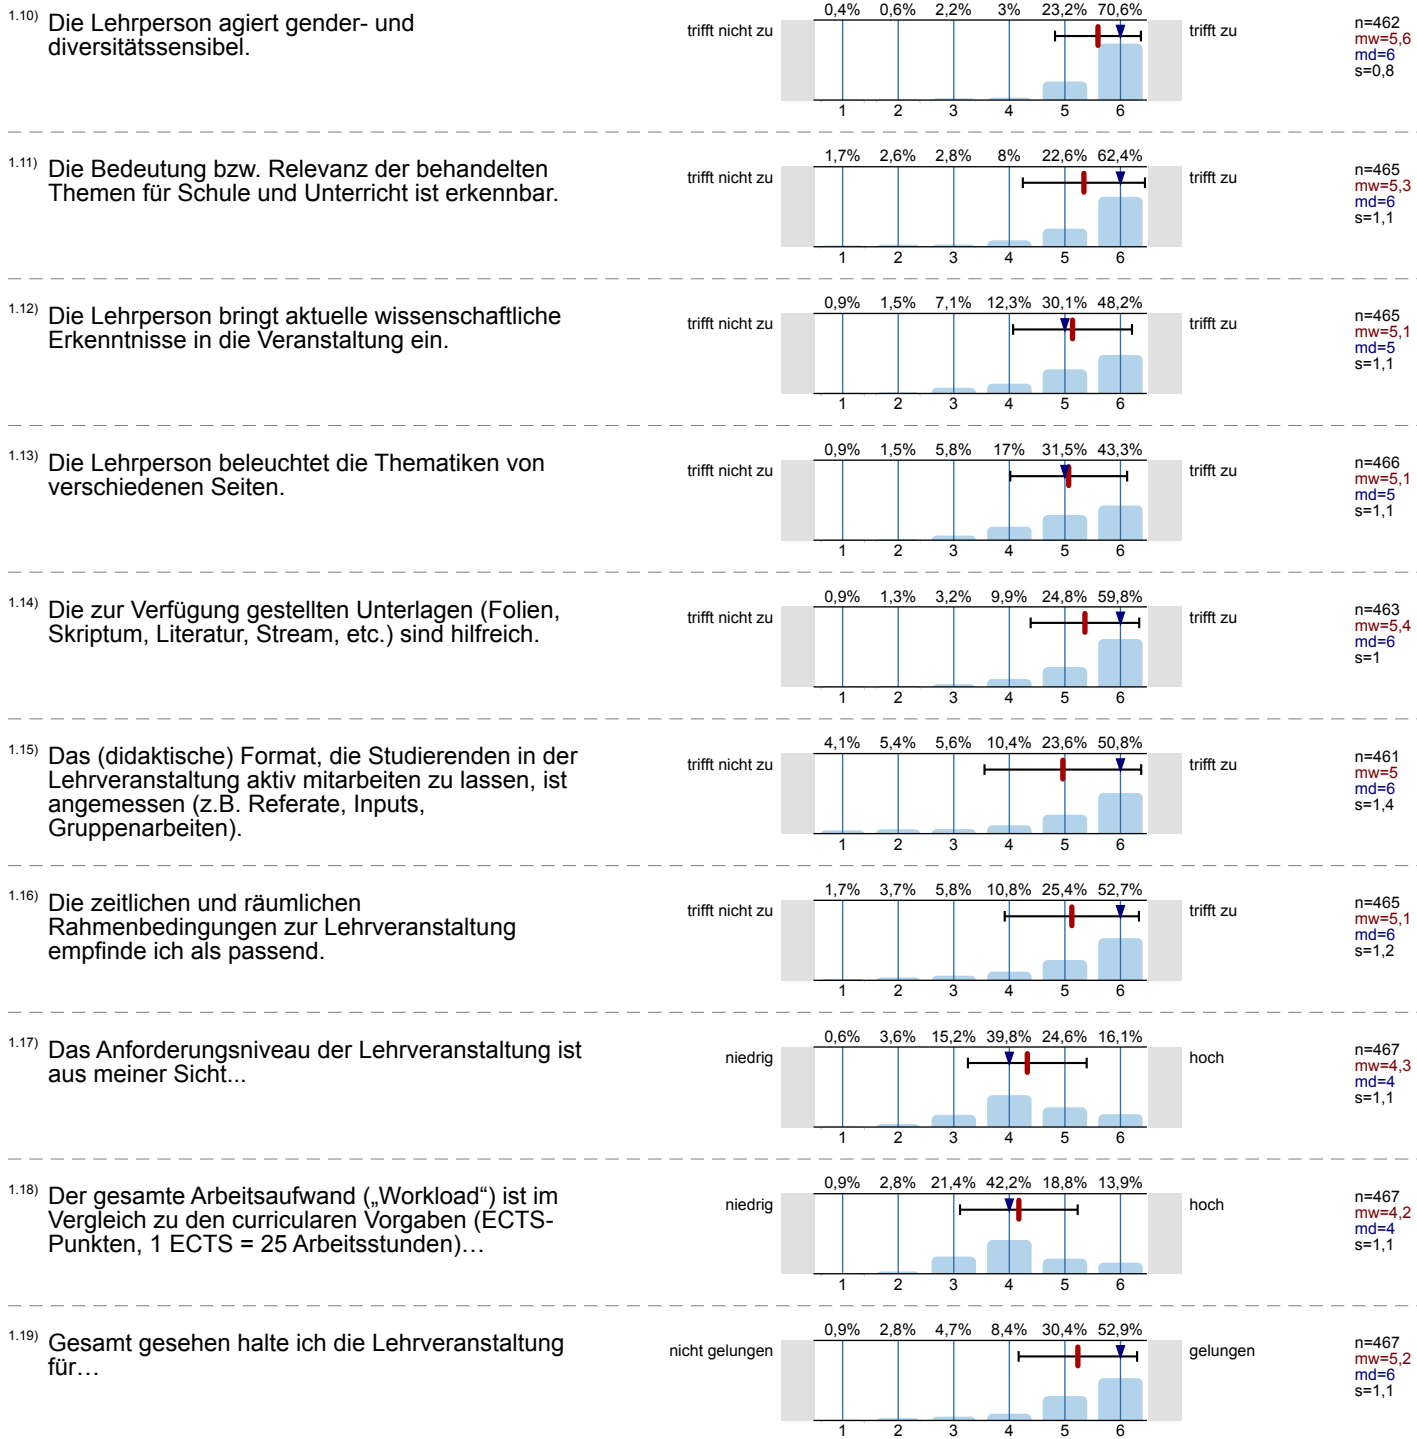 1.10) Die Lehrperson agiert gender- und
diversitätssensibel.
trifft nicht zu
0,4% 0,6% 2,2% 3% 23,2% 70,6%
1 2 3 4 5 6
trifft zu
n=462
mw=5,6
md=6
s=0,8
1.11) Die Bedeutung bzw. Relevanz der behandelten
Themen für Schule und Unterricht ist erkennbar.
trifft nicht zu
1,7% 2,6% 2,8% 8% 22,6% 62,4%
1 2 3 4 5 6
trifft zu
n=465
mw=5,3
md=6
s=1,1
1.12) Die Lehrperson bringt aktuelle wissenschaftliche
Erkenntnisse in die Veranstaltung ein.
trifft nicht zu
0,9% 1,5% 7,1% 12,3% 30,1% 48,2%
1 2 3 4 5 6
trifft zu
n=465
mw=5,1
md=5
s=1,1
1.13) Die Lehrperson beleuchtet die Thematiken von
verschiedenen Seiten.
trifft nicht zu
0,9% 1,5% 5,8% 17% 31,5% 43,3%
1 2 3 4 5 6
trifft zu
n=466
mw=5,1
md=5
s=1,1
1.14) Die zur Verfügung gestellten Unterlagen (Folien,
Skriptum, Literatur, Stream, etc.) sind hilfreich.
trifft nicht zu
0,9% 1,3% 3,2% 9,9% 24,8% 59,8%
1 2 3 4 5 6
trifft zu
n=463
mw=5,4
md=6
s=1
1.15) Das (didaktische) Format, die Studierenden in der
Lehrveranstaltung aktiv mitarbeiten zu lassen, ist
angemessen (z.B. Referate, Inputs,
Gruppenarbeiten).
trifft nicht zu
4,1% 5,4% 5,6% 10,4% 23,6% 50,8%
1 2 3 4 5 6
trifft zu
n=461
mw=5
md=6
s=1,4
1.16) Die zeitlichen und räumlichen
Rahmenbedingungen zur Lehrveranstaltung
empfinde ich als passend.
trifft nicht zu
1,7% 3,7% 5,8% 10,8% 25,4% 52,7%
1 2 3 4 5 6
trifft zu
n=465
mw=5,1
md=6
s=1,2
1.17) Das Anforderungsniveau der Lehrveranstaltung ist
aus meiner Sicht...
niedrig
0,6% 3,6% 15,2% 39,8% 24,6% 16,1%
1 2 3 4 5 6
hoch
n=467
mw=4,3
md=4
s=1,1
1.18) Der gesamte Arbeitsaufwand („Workload“) ist im
Vergleich zu den curricularen Vorgaben (ECTS-
Punkten, 1 ECTS = 25 Arbeitsstunden)…
niedrig
0,9% 2,8% 21,4% 42,2% 18,8% 13,9%
1 2 3 4 5 6
hoch
n=467
mw=4,2
md=4
s=1,1
1.19) Gesamt gesehen halte ich die Lehrveranstaltung
für…
nicht gelungen
0,9% 2,8% 4,7% 8,4% 30,4% 52,9%
1 2 3 4 5 6
gelungen
n=467
mw=5,2
md=6
s=1,1